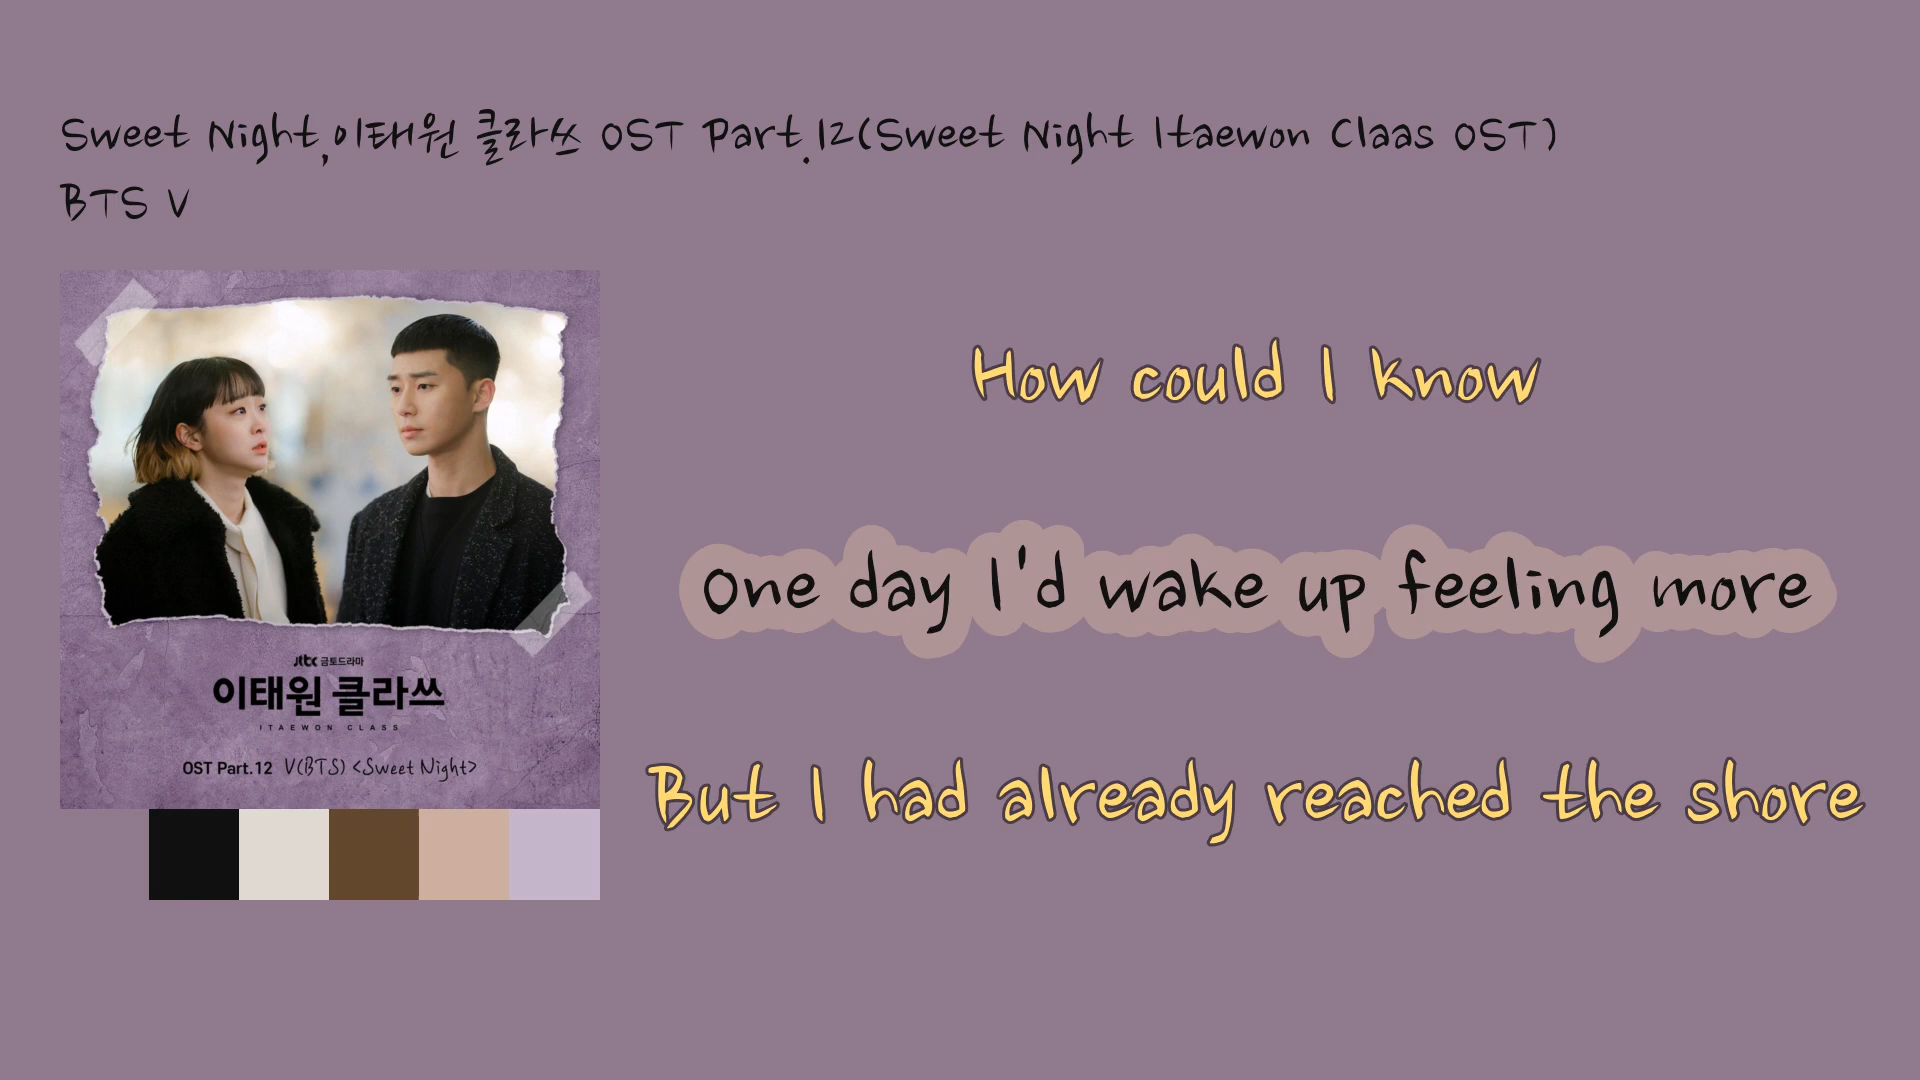 Sweet Night,이태원 클라쓰 OST Part.12(Sweet Night Itaewon Claas OST)
BTS V
How could I know
One day I'd wake up feeling more
But I had already reached the shore
jtbc 금토드라마
이태원 클라쓰
ITAEWON CLASS
OST Part.12 V(BTS) <Sweet Night>